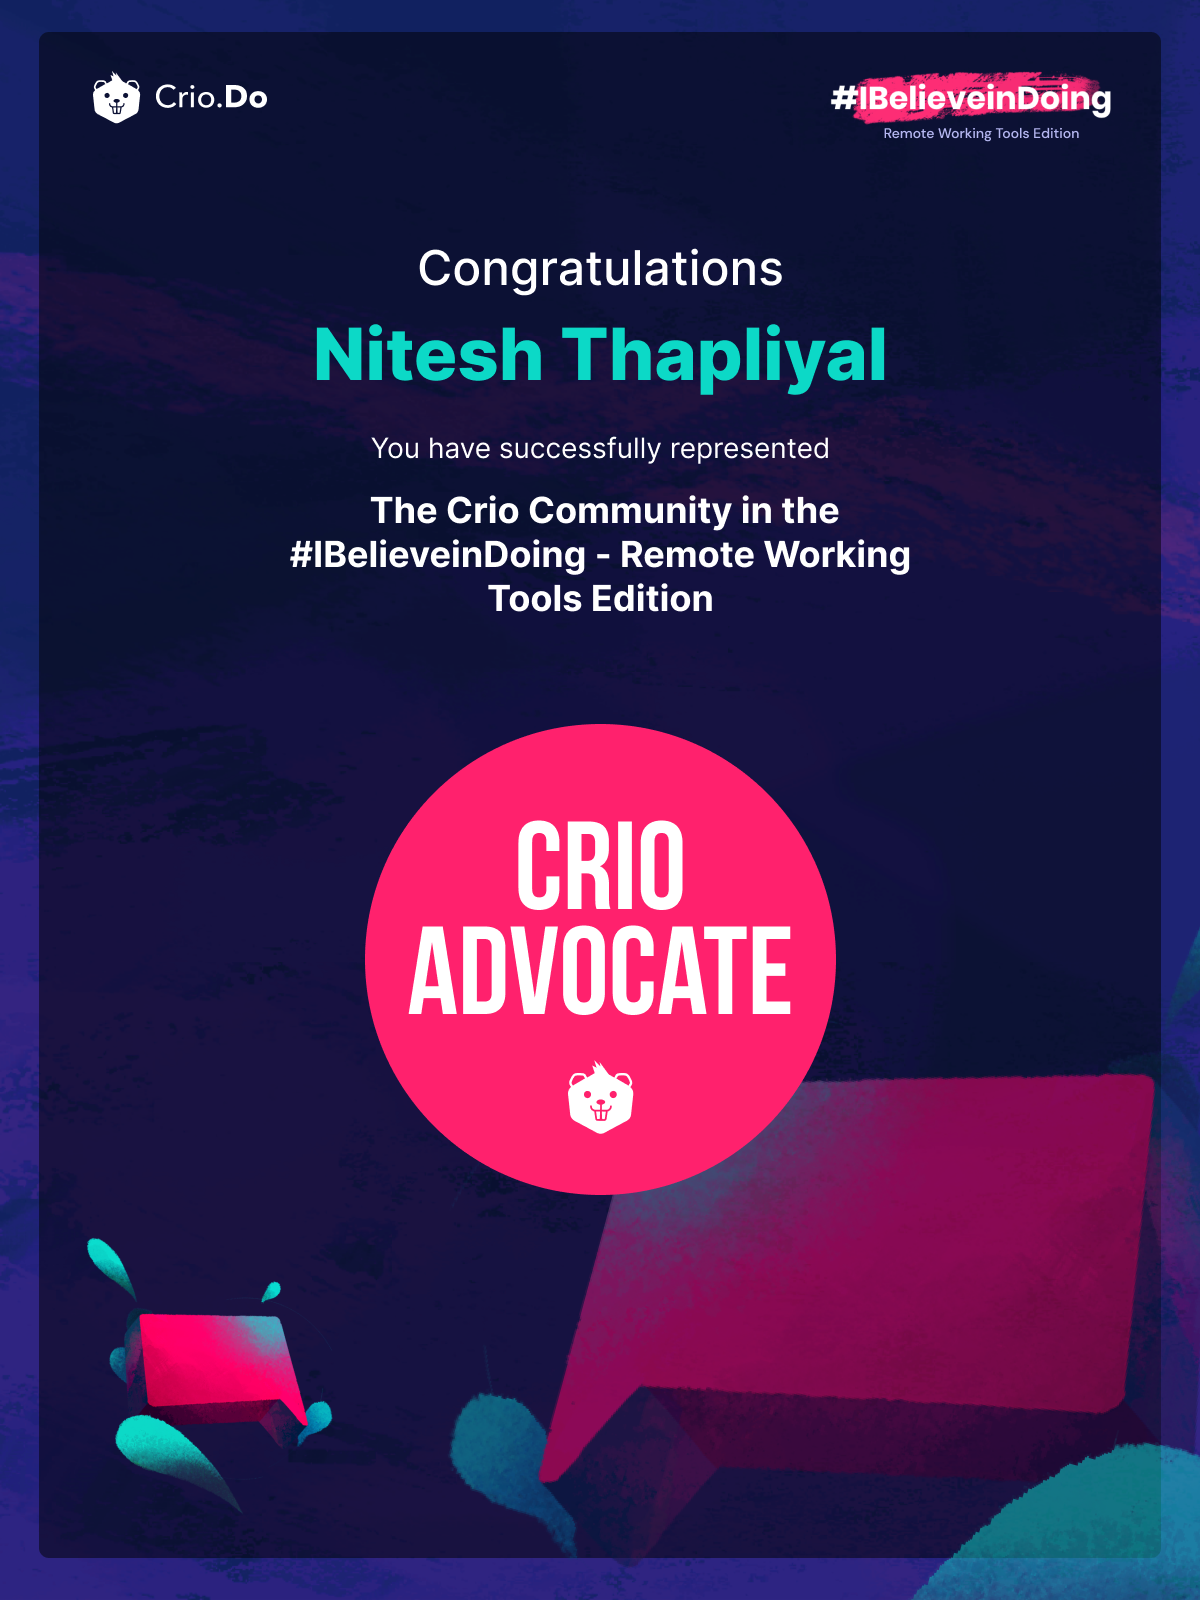 Crio.Do
#IBelieveinDoing
Remote Working Tools Edition
Congratulations
Nitesh Thapliyal
You have successfully represented
The Crio Community in the
#IBelieveinDoing - Remote Working
Tools Edition
CRIO
ADVOCATE